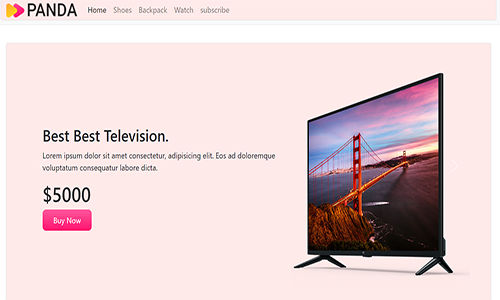 PANDA Home Shoes Backpack Watch subscribe
Best Best Television.
Lorem ipsum dolor sit amet consectetur, adipisicing elit. Eos ad doloremque
voluptatum consequatur labore dicta.
$5000
Buy Now